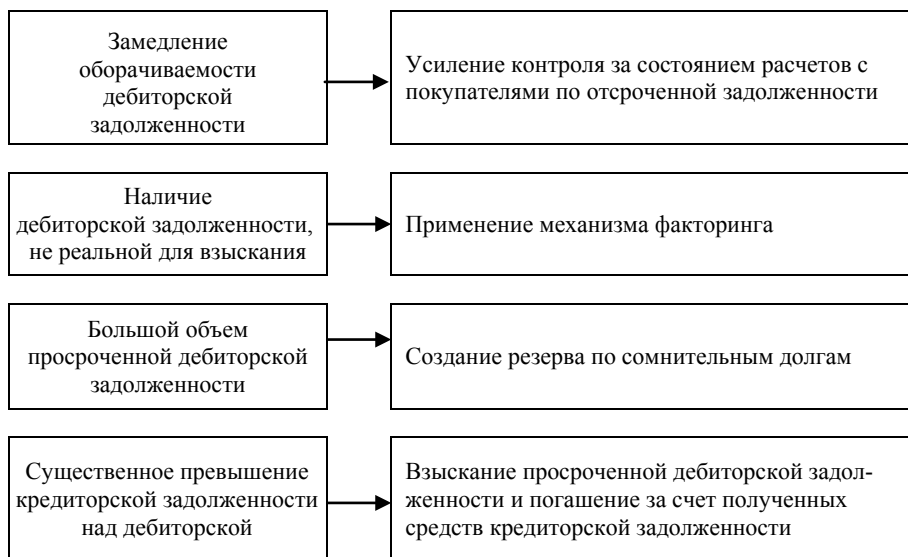 Замедление
оборачиваемости
дебиторской
задолженности
Усиление контроля за состоянием расчетов с
покупателями по отсроченной задолженности
Наличие
дебиторской задолженности,
не реальной для взыскания
Применение механизма факторинга
Большой объем
просроченной дебиторской
задолженности
Создание резерва по сомнительным долгам
Существенное превышение
кредиторской задолженности
над дебиторской
Взыскание просроченной дебиторской задол-
женности и погашение за счет полученных
средств кредиторской задолженности